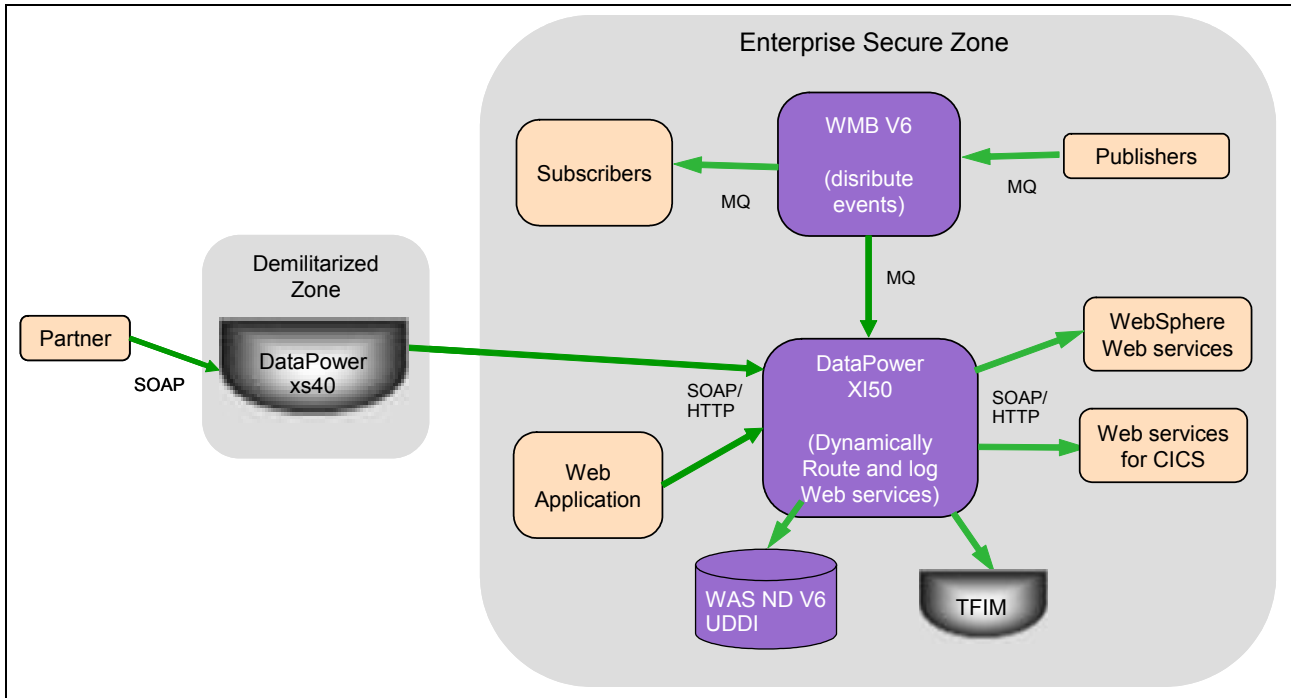 Enterprise Secure Zone
WMB V6
(disribute
events)
Subscribers
Publishers
MQ
MQ
MQ
Demilitarized
Zone
Partner
DataPower
xs40
SOAP
DataPower
XI50
(Dynamically
Route and log
Web services)
SOAP/
HTTP
WebSphere
Web services
SOAP/
HTTP
Web services
for CICS
Web
Application
WAS ND V6
UDDI
TFIM